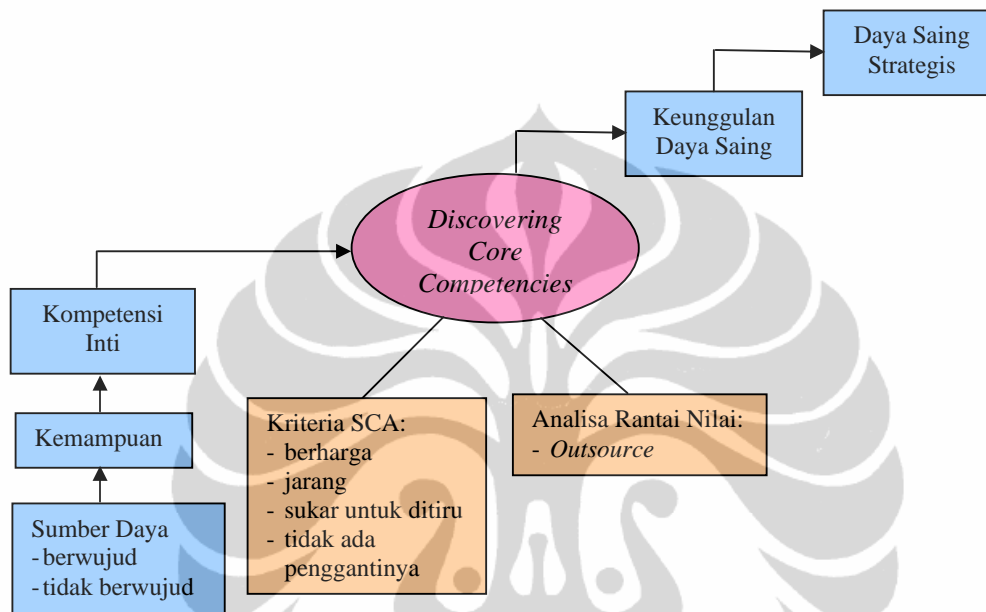 Daya Saing
Strategis
Keunggulan
Daya Saing
Discovering
Core
Competencies
Kompetensi
Inti
Kemampuan
Sumber Daya
- berwujud
- tidak berwujud
Kriteria SCA:
- berharga
- jarang
- sukar untuk ditiru
- tidak ada
penggantinya
Analisa Rantai Nilai:
- Outsource